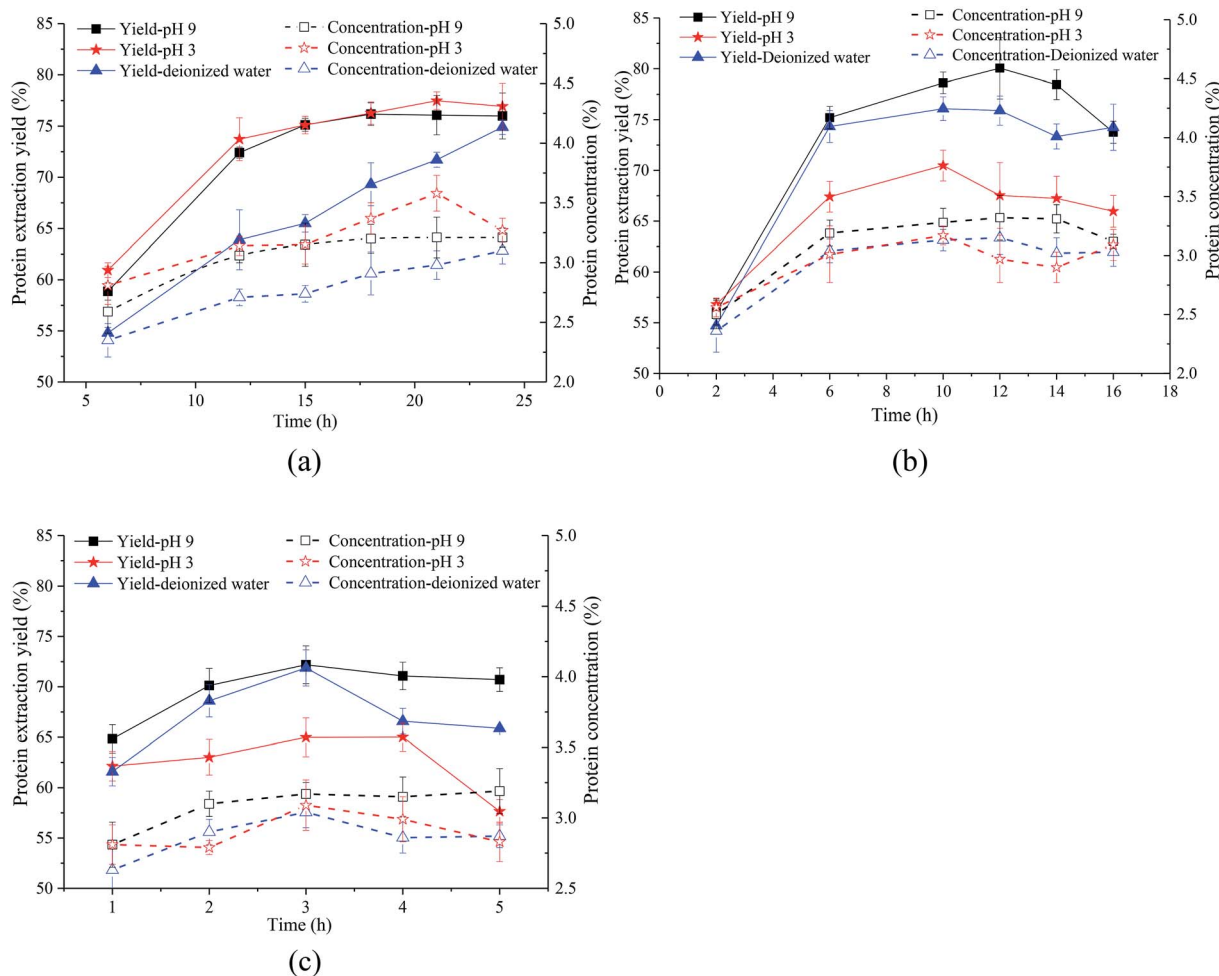 Protein extraction yield (%)
85
80
75
70
65
60
55
50
Yield-pH 9
Yield-pH 3
Yield-deionized water
Concentration-pH 9
Concentration-pH 3
Concentration-deionized water
5.0
4.5
4.0
3.5
3.0
2.5
2.0
Protein concentration (%)
5 10 15 20 25
Time (h)
(a)
Protein extraction yield (%)
85
80
75
70
65
60
55
50
Yield-pH 9
Yield-pH 3
Yield-Deionized water
Concentration-pH 9
Concentration-pH 3
Concentration-Deionized water
5.0
4.5
4.0
3.5
3.0
2.5
2.0
Protein concentration (%)
0 2 4 6 8 10 12 14 16 18
Time (h)
(b)
Protein extraction yield (%)
85
80
75
70
65
60
55
50
Yield-pH 9
Yield-pH 3
Yield-deionized water
Concentration-pH 9
Concentration-pH 3
Concentration-deionized water
5.0
4.5
4.0
3.5
3.0
2.5
Protein concentration (%)
1 2 3 4 5
Time (h)
(c)